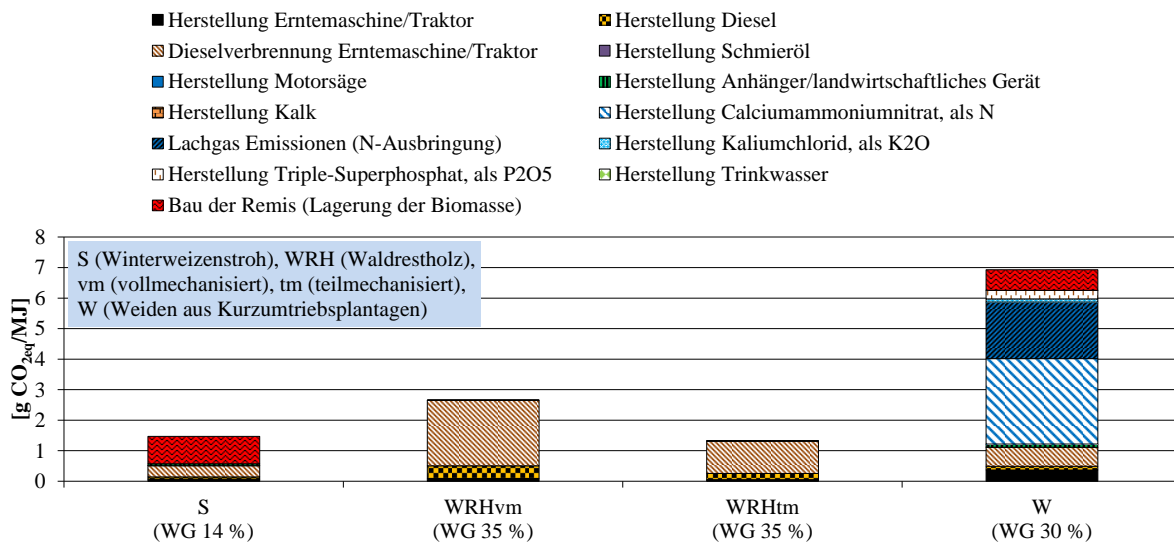 Herstellung Erntemaschine/Traktor
Herstellung Diesel
Dieselverbrennung Erntemaschine/Traktor
Herstellung Schmieröl
Herstellung Motorsäge
Herstellung Anhänger/landwirtschaftliches Gerät
Herstellung Kalk
Herstellung Calciumammoniumnitrat, als N
Lachgas Emissionen (N-Ausbringung)
Herstellung Kaliumchlorid, als K2O
Herstellung Triple-Superphosphat, als P2O5
Herstellung Trinkwasser
Bau der Remis (Lagerung der Biomasse)
[g CO2eq/MJ]
8
7
6
5
4
3
2
1
0
S (Winterweizenstroh), WRH (Waldrestholz),
vm (vollmechanisiert), tm (teilmechanisiert),
W (Weiden aus Kurzumtriebsplantagen)
S
(WG 14 %)
WRHvm
(WG 35 %)
WRHtm
(WG 35 %)
W
(WG 30 %)